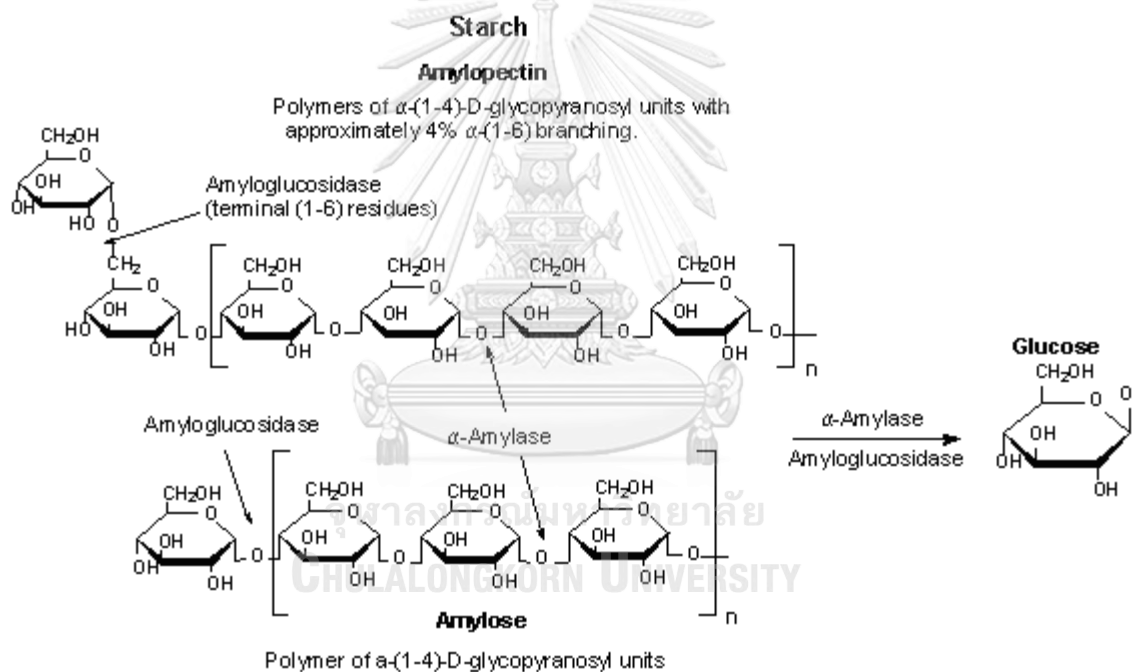 Starch
Amylopectin
Polymers of α-(1-4)-D-glycopyranosyl units with
approximately 4% α-(1-6) branching.
CH₂OH
O
OH
OH
HO
O
Amyloglucosidase
(terminal (1-6) residues)
CH₂ CH₂OH CH₂OH CH₂OH CH₂OH
O O O O O
OH OH OH OH OH
HO O O O O O
OH OH OH OH OH
n
Glucose
CH₂OH
O O
OH
OH
OH
Amyloglucosidase
α-Amylase
α-Amylase
Amyloglucosidase
CH₂OH CH₂OH CH₂OH CH₂OH
O O O O
OH OH OH OH
OH O O O O
OH OH OH OH
n
จุฬาลงกรณ์มหาวิทยาลัย
CHULALONGKORN UNIVERSITY
Amylose
Polymer of a-(1-4)-D-glycopyranosyl units